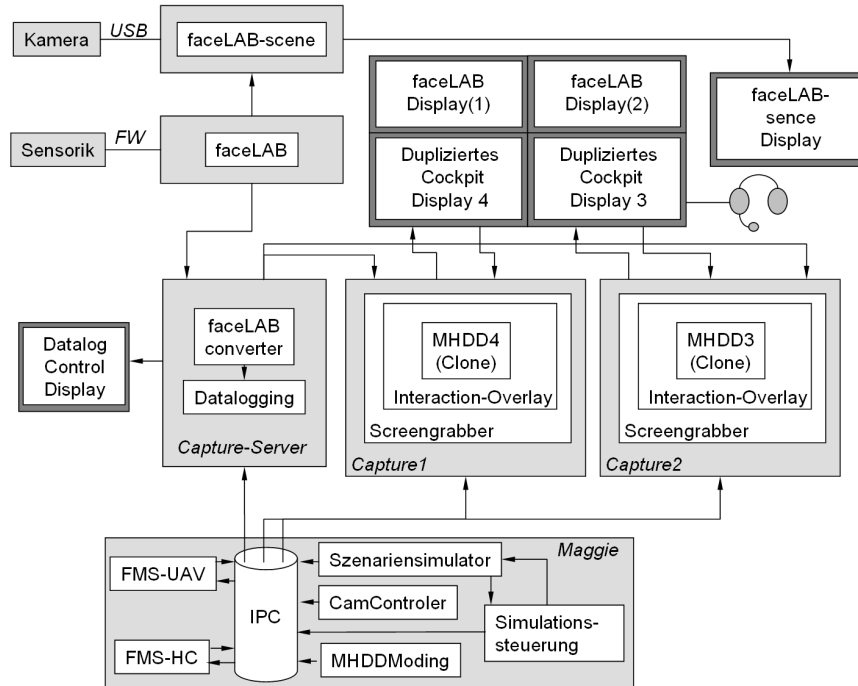 Kamera
USB
faceLAB-scene
faceLAB
Display(1)
faceLAB
Display(2)
faceLAB-
sence
Display
Sensorik
FW
faceLAB
Dupliziertes
Cockpit
Display 4
Dupliziertes
Cockpit
Display 3
Datalog
Control
Display
faceLAB
converter
Datalogging
Capture-Server
MHDD4
(Clone)
Interaction-Overlay
Screengrabber
Capture1
MHDD3
(Clone)
Interaction-Overlay
Screengrabber
Capture2
Maggie
FMS-UAV
FMS-HC
IPC
Szenariensimulator
CamControler
MHDDModing
Simulations-
steuerung